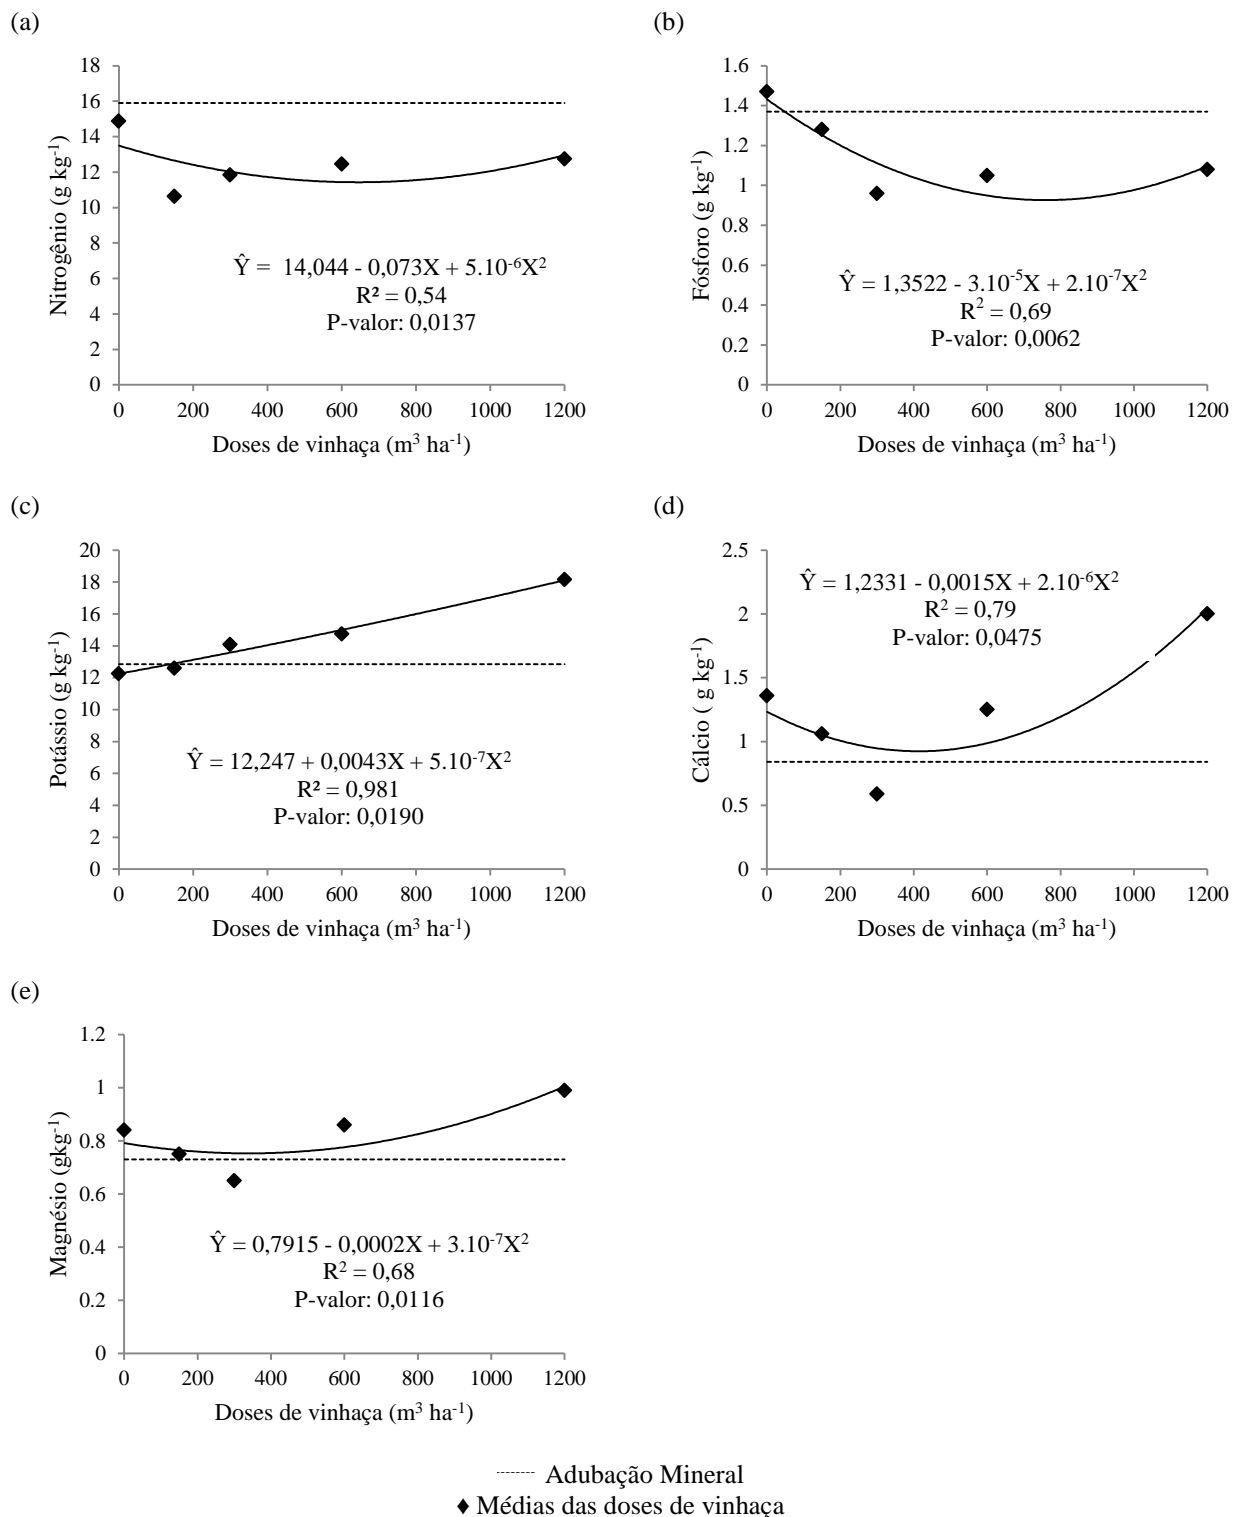 (a)
18
16
14
12
10
8
6
4
2
0
Nitrogênio (g kg⁻¹)
Ŷ = 14,044 - 0,073X + 5.10⁻⁶X²
R² = 0,54
P-valor: 0,0137
0 200 400 600 800 1000 1200
Doses de vinhaça (m³ ha⁻¹)
(b)
1.6
1.4
1.2
1
0.8
0.6
0.4
0.2
0
Fósforo (g kg⁻¹)
Ŷ = 1,3522 - 3.10⁻⁵X + 2.10⁻⁷X²
R² = 0,69
P-valor: 0,0062
0 200 400 600 800 1000 1200
Doses de vinhaça (m³ ha⁻¹)
(c)
20
18
16
14
12
10
8
6
4
2
0
Potássio (g kg⁻¹)
Ŷ = 12,247 + 0,0043X + 5.10⁻⁷X²
R² = 0,981
P-valor: 0,0190
0 200 400 600 800 1000 1200
Doses de vinhaça (m³ ha⁻¹)
(d)
2.5
2
1.5
1
0.5
0
Cálcio ( g kg⁻¹)
Ŷ = 1,2331 - 0,0015X + 2.10⁻⁶X²
R² = 0,79
P-valor: 0,0475
0 200 400 600 800 1000 1200
Doses de vinhaça (m³ ha⁻¹)
(e)
1.2
1
0.8
0.6
0.4
0.2
0
Magnésio (gkg⁻¹)
Ŷ = 0,7915 - 0,0002X + 3.10⁻⁷X²
R² = 0,68
P-valor: 0,0116
0 200 400 600 800 1000 1200
Doses de vinhaça (m³ ha⁻¹)
Adubação Mineral
Médias das doses de vinhaça